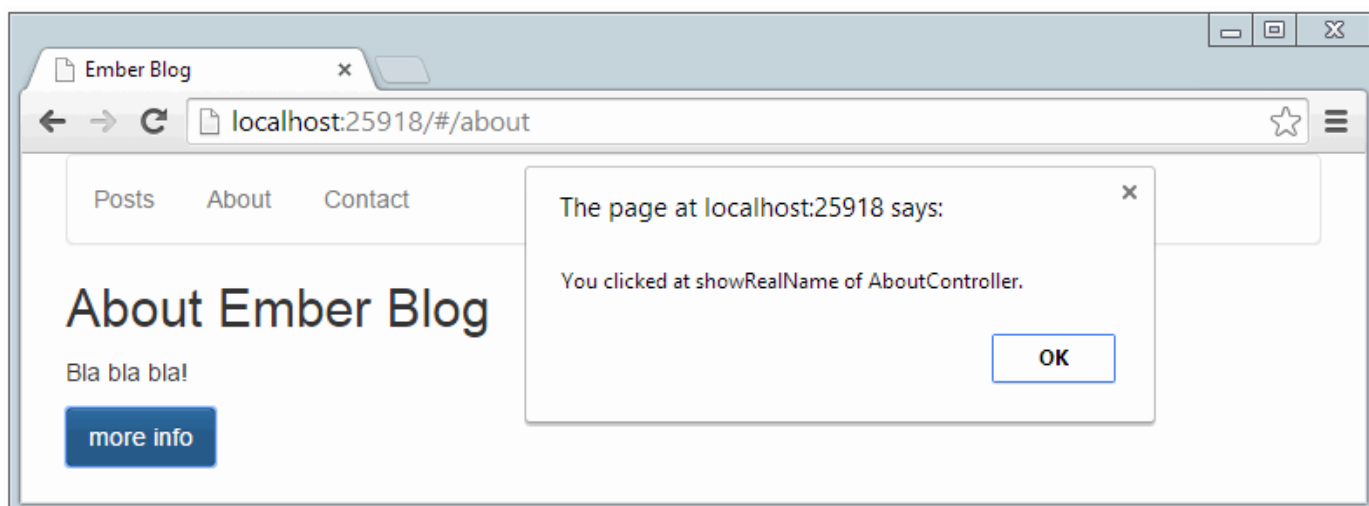 Ember Blog
localhost:25918/#/about
Posts About Contact
The page at localhost:25918 says:
You clicked at showRealName of AboutController.
OK
About Ember Blog
Bla bla bla!
more info